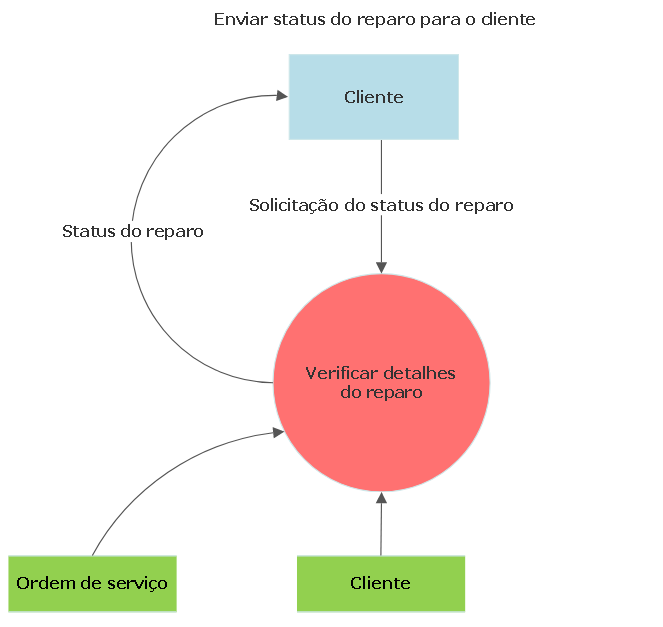 Enviar status do reparo para o cliente
Cliente
Solicitação do status do reparo
Status do reparo
Verificar detalhes
do reparo
Ordem de serviço
Cliente